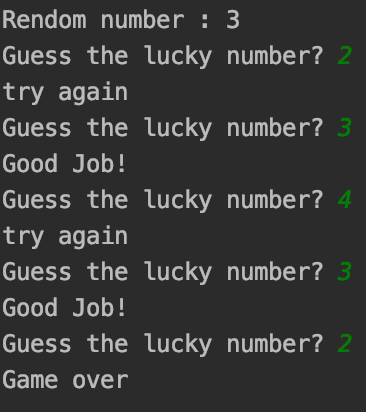 Rendom number : 3
Guess the lucky number? 2
try again
Guess the lucky number? 3
Good Job!
Guess the lucky number? 4
try again
Guess the lucky number? 3
Good Job!
Guess the lucky number? 2
Game over